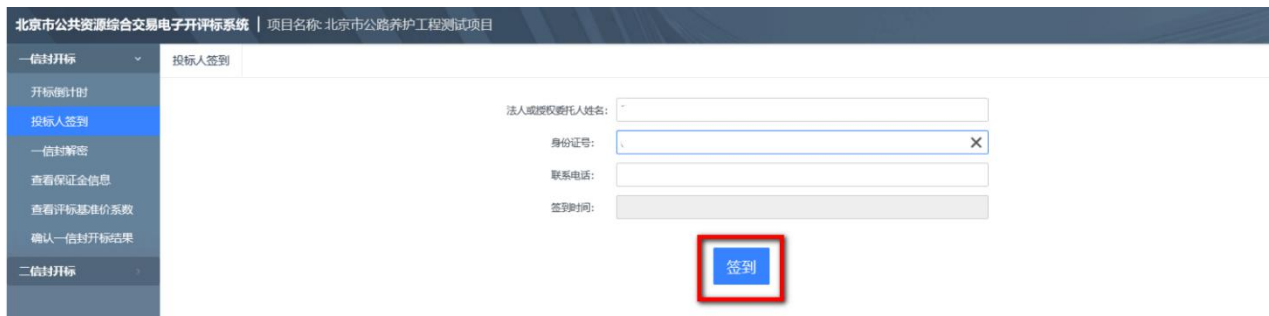 北京市公共资源综合交易电子开评标系统 | 项目名称:北京市公路养护工程测试项目
一信封开标
投标人签到
开标倒计时
投标人签到
一信封解密
查看保证金信息
查看评标基准价系数
确认一信封开标结果
二信封开标
法人或授权委托人姓名:
身份证号:
联系电话:
签到时间:
签到